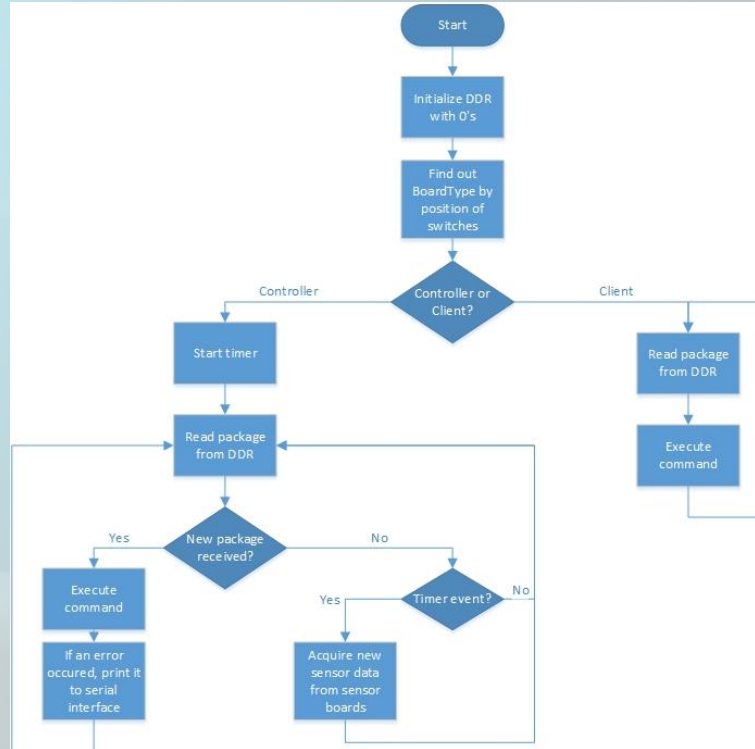 Start
Initialize DDR
with 0's
Find out
BoardType by
position of
switches
Controller or
Client?
Controller
Client
Start timer
Read package
from DDR
Read package
from DDR
Execute
command
New package
received?
Yes
No
Execute
command
If an error
occured, print it
to serial
interface
Timer event?
Yes
No
Acquire new
sensor data
from sensor
boards